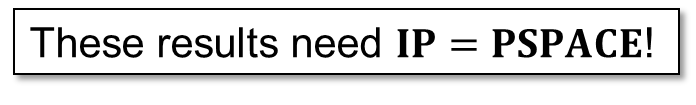 These results need IP = PSPACE!